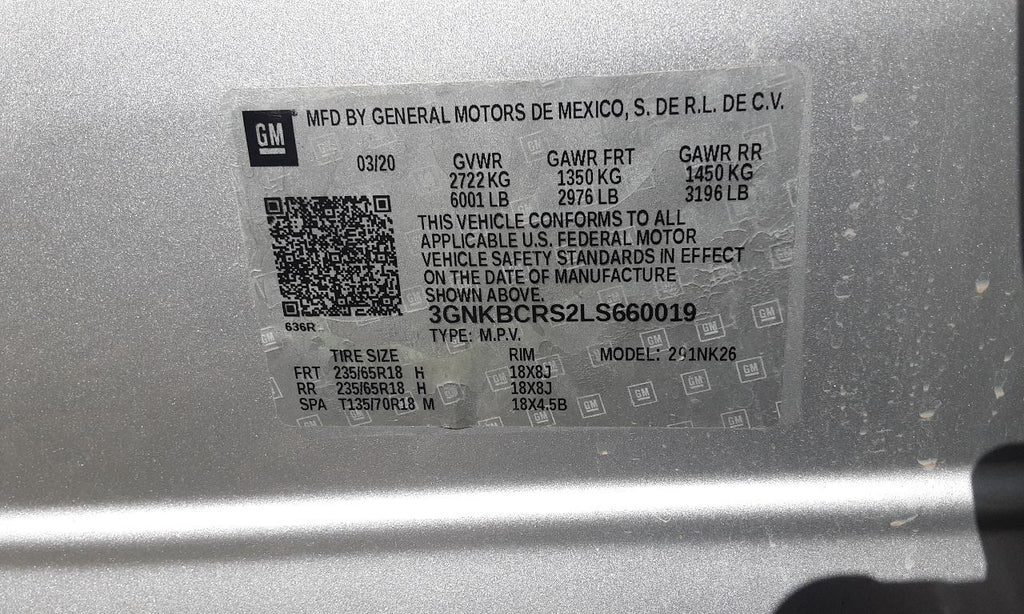 GM MFD BY GENERAL MOTORS DE MEXICO, S. DE R.L. DE C.V.
03/20 GVWR GAWR FRT GAWR RR
2722 KG 1350 KG 1450 KG
6001 LB 2976 LB 3196 LB
THIS VEHICLE CONFORMS TO ALL
APPLICABLE U.S. FEDERAL MOTOR
VEHICLE SAFETY STANDARDS IN EFFECT
ON THE DATE OF MANUFACTURE
SHOWN ABOVE.
636R
3GNKBCRS2LS660019
TYPE: M.P.V.
TIRE SIZE RIM MODEL: 291NK26
FRT 235/65R18 H 18X8J
RR 235/65R18 H 18X8J
SPA T135/70R18 M 18X4.5B